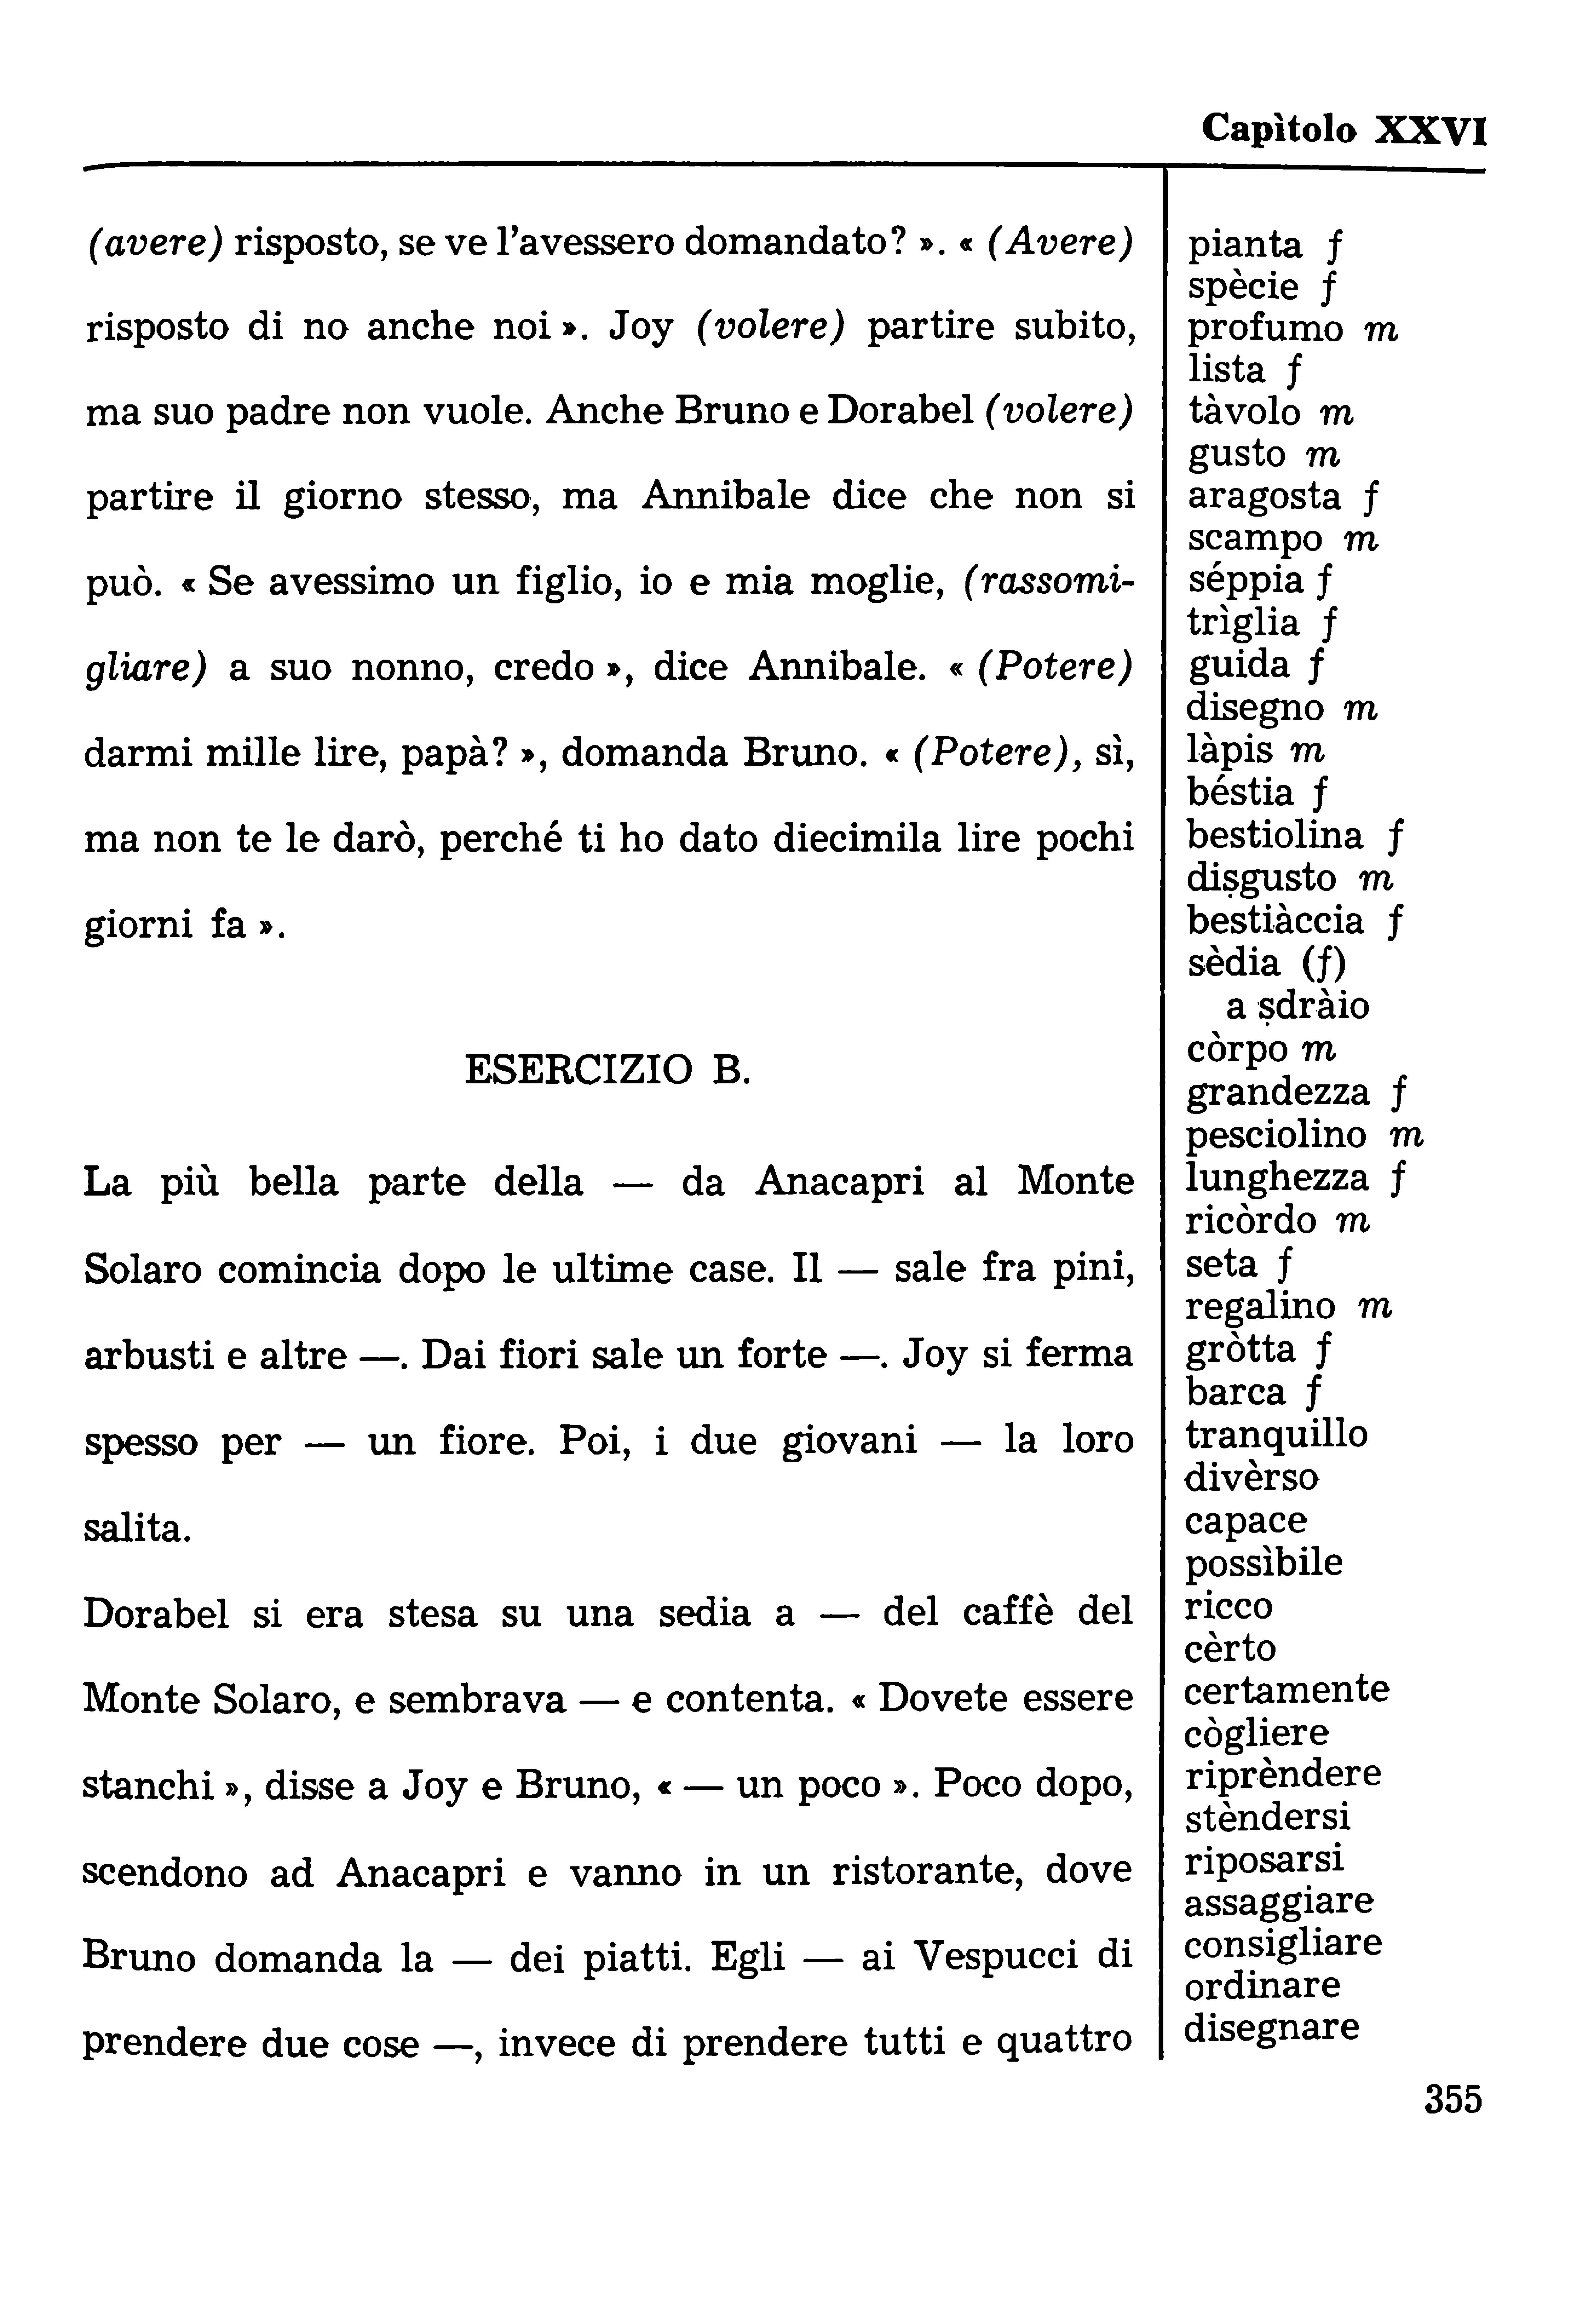 Capìtolo XXVI
(avere) risposto, se ve l'avessero domandato? ». « (Avere)
risposto di no anche noi ». Joy (volere) partire subito,
ma suo padre non vuole. Anche Bruno e Dorabel (volere)
partire il giorno stesso, ma Annibale dice che non si
può. « Se avessimo un figlio, io e mia moglie, (rassomi-
gliare) a suo nonno, credo », dice Annibale. « (Potere)
darmi mille lire, papà? », domanda Bruno. « (Potere), sì,
ma non te le darò, perché ti ho dato diecimila lire pochi
giorni fa ».
ESERCIZIO B.
La più bella parte della — da Anacapri al Monte
Solaro comincia dopo le ultime case. Il — sale fra pini,
arbusti e altre —. Dai fiori sale un forte —. Joy si ferma
spesso per — un fiore. Poi, i due giovani — la loro
salita.
Dorabel si era stesa su una sedia a — del caffè del
Monte Solaro, e sembrava — e contenta. « Dovete essere
stanchi », disse a Joy e Bruno, « — un poco ». Poco dopo,
scendono ad Anacapri e vanno in un ristorante, dove
Bruno domanda la — dei piatti. Egli — ai Vespucci di
prendere due cose —, invece di prendere tutti e quattro
pianta f
spècie f
profumo m
lista f
tàvolo m
gusto m
aragosta f
scampo m
séppia f
trìglia f
guida f
disegno m
làpis m
béstia f
bestiolina f
diṣgusto m
bestiàccia f
sèdia (f)
a ṣdràio
còrpo m
grandezza f
pesciolino m
lunghezza f
ricòrdo m
seta f
regalino m
gròtta f
barca f
tranquillo
divèrso
capace
possìbile
ricco
cèrto
certamente
cògliere
riprèndere
stèndersi
riposarsi
assaggiare
consigliare
ordinare
disegnare
355